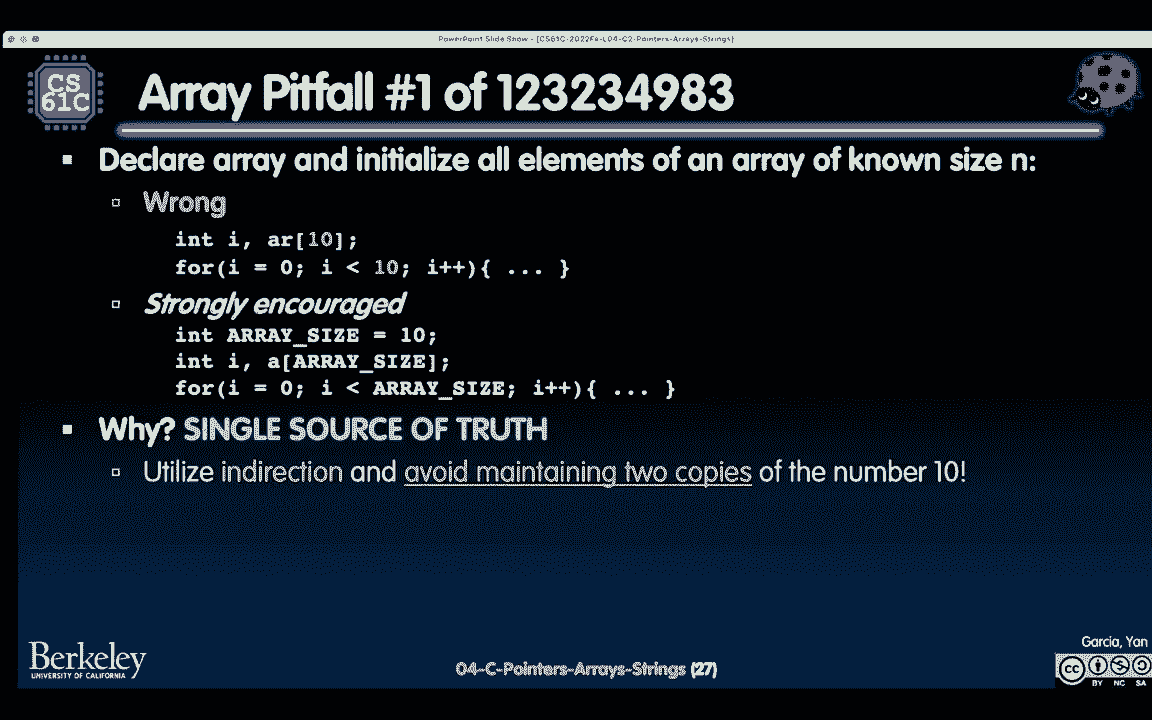 PowerPoint Slide Show - [CS61C-2022Fa-L04-C2-Pointers-Arrays-Strings]
CS
61C
Array Pitfall #1 of 123234983
Declare array and initialize all elements of an array of known size n:
Wrong
int i, ar[10];
for(i = 0; i < 10; i++){ ... }
Strongly encouraged
int ARRAY_SIZE = 10;
int i, a[ARRAY_SIZE];
for(i = 0; i < ARRAY_SIZE; i++){ ... }
Why? SINGLE SOURCE OF TRUTH
Utilize indirection and avoid maintaining two copies of the number 10!
Berkeley
UNIVERSITY OF CALIFORNIA
04-C-Pointers-Arrays-Strings (27)
Garcia, Yan
cc
BY NC SA